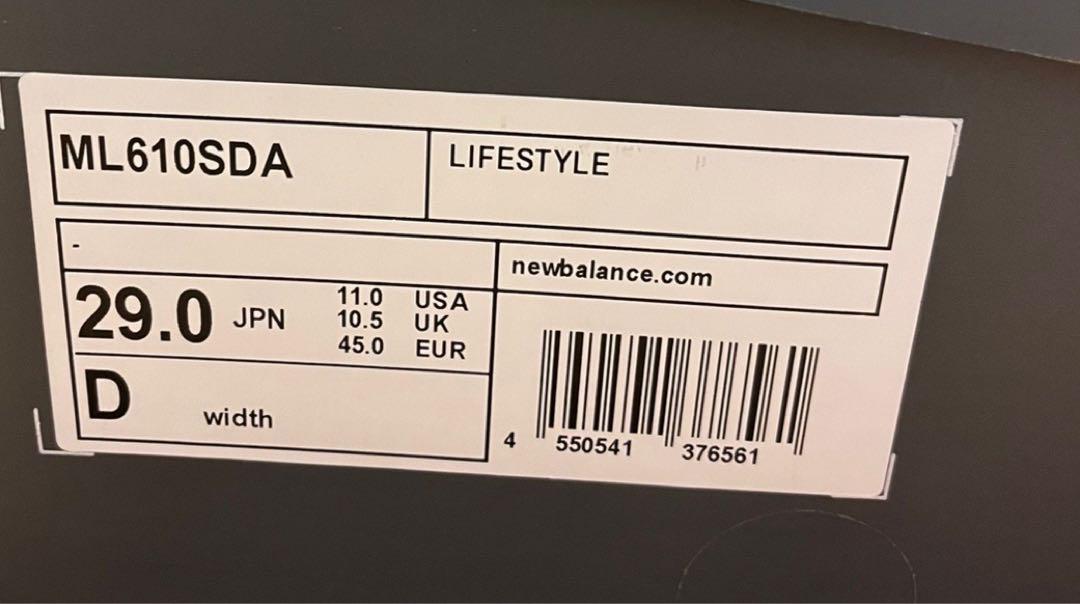 ML610SDA
LIFESTYLE
-
newbalance.com
29.0 JPN
11.0 USA
10.5 UK
45.0 EUR
D width
4 550541 376561